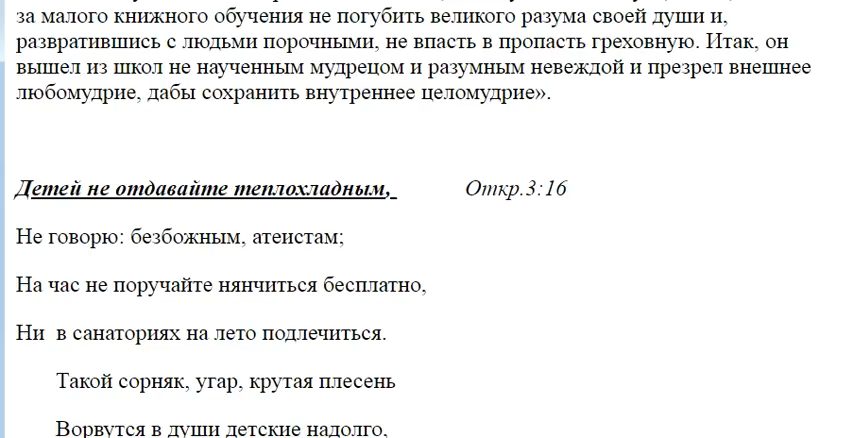 за малого книжного обучения не погубить великого разума своей души и,
развратившись с людьми порочными, не впасть в пропасть греховную. Итак, он
вышел из школ не наученным мудрецом и разумным невеждой и презрел внешнее
любомудрие, дабы сохранить внутреннее целомудрие».
Детей не отдавайте теплохладным, Откр.3:16
Не говорю: безбожным, атеистам;
На час не поручайте нянчиться бесплатно,
Ни в санаториях на лето подлечиться.
Такой сорняк, угар, крутая плесень
Ворвутся в души детские надолго,